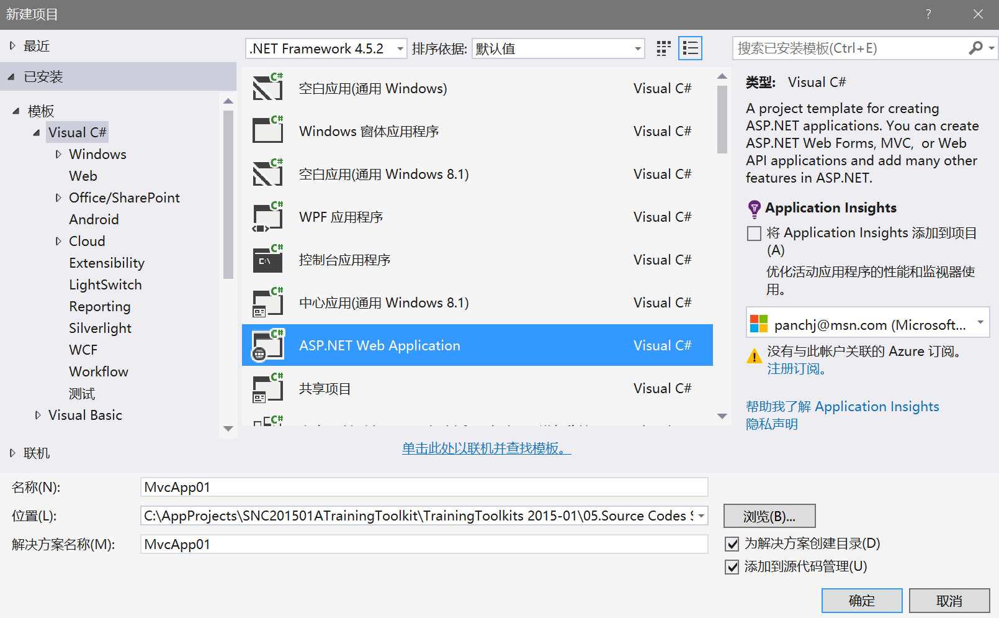 新建项目
?
最近
已安装
模板
Visual C#
Windows
Web
Office/SharePoint
Android
Cloud
Extensibility
LightSwitch
Reporting
Silverlight
WCF
Workflow
测试
Visual Basic
联机
.NET Framework 4.5.2
排序依据:
默认值
空白应用(通用 Windows) Visual C#
Windows 窗体应用程序 Visual C#
空白应用(通用 Windows 8.1) Visual C#
WPF 应用程序 Visual C#
控制台应用程序 Visual C#
中心应用(通用 Windows 8.1) Visual C#
ASP.NET Web Application Visual C#
共享项目 Visual C#
单击此处以联机并查找模板。
搜索已安装模板(Ctrl+E)
类型: Visual C#
A project template for creating
ASP.NET applications. You can create
ASP.NET Web Forms, MVC, or Web
API applications and add many other
features in ASP.NET.
Application Insights
将 Application Insights 添加到项目
(A)
优化活动应用程序的性能和监视器使
用。
panchj@msn.com (Microsoft...
没有与此帐户关联的 Azure 订阅。
注册订阅。
帮助我了解 Application Insights
隐私声明
名称(N): MvcApp01
位置(L): C:\AppProjects\SNC201501ATrainingToolkit\TrainingToolkits 2015-01\05.Source Codes
浏览(B)...
解决方案名称(M): MvcApp01
为解决方案创建目录(D)
添加到源代码管理(U)
确定
取消